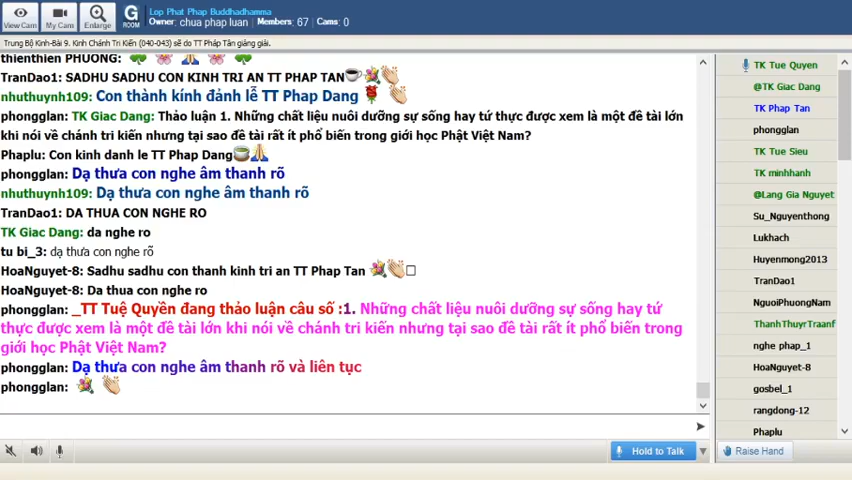 Lop Phat Phap Buddhadhamma
Owner: chua phap luan   Members: 67   Cams: 0
View Cam
My Cam
Enlarge
G
ROOM
Trung Bộ Kinh-Bài 9. Kinh Chánh Tri Kiến (040-043) sẽ do TT Pháp Tân giảng giải.
thienthien PHUONG:
TranDao1: SADHU SADHU CON KINH TRI AN TT PHAP TAN
nhuthuynh109: Con thành kính đảnh lễ TT Phap Dang
phongglan: TK Giac Dang: Thảo luận 1. Những chất liệu nuôi dưỡng sự sống hay tứ thực được xem là một đề tài lớn
khi nói về chánh tri kiến nhưng tại sao đề tài rất ít phổ biến trong giới học Phật Việt Nam?
Phaplu: Con kinh danh le TT Phap Dang
phongglan: Dạ thưa con nghe âm thanh rõ
nhuthuynh109: Dạ thưa con nghe âm thanh rõ
TranDao1: DA THUA CON NGHE RO
TK Giac Dang: da nghe ro
tu bi_3: dạ thưa con nghe rõ
HoaNguyet-8: Sadhu sadhu con thanh kinh tri an TT Phap Tan
HoaNguyet-8: Da thua con nghe ro
phongglan: _TT Tuệ Quyền đang thảo luận câu số :1. Những chất liệu nuôi dưỡng sự sống hay tứ
thực được xem là một đề tài lớn khi nói về chánh tri kiến nhưng tại sao đề tài rất ít phổ biến trong
giới học Phật Việt Nam?
phongglan: Dạ thưa con nghe âm thanh rõ và liên tục
phongglan:
Hold to Talk
TK Tue Quyen
@TK Giac Dang
TK Phap Tan
phongglan
TK Tue Sieu
TK minhhanh
@Lang Gia Nguyet
Su_Nguyenthong
Lukhach
Huyenmong2013
TranDao1
NguoiPhuongNam
ThanhThuyrTraanf
nghe phap_1
HoaNguyet-8
gosbel_1
rangdong-12
Phaplu
Raise Hand